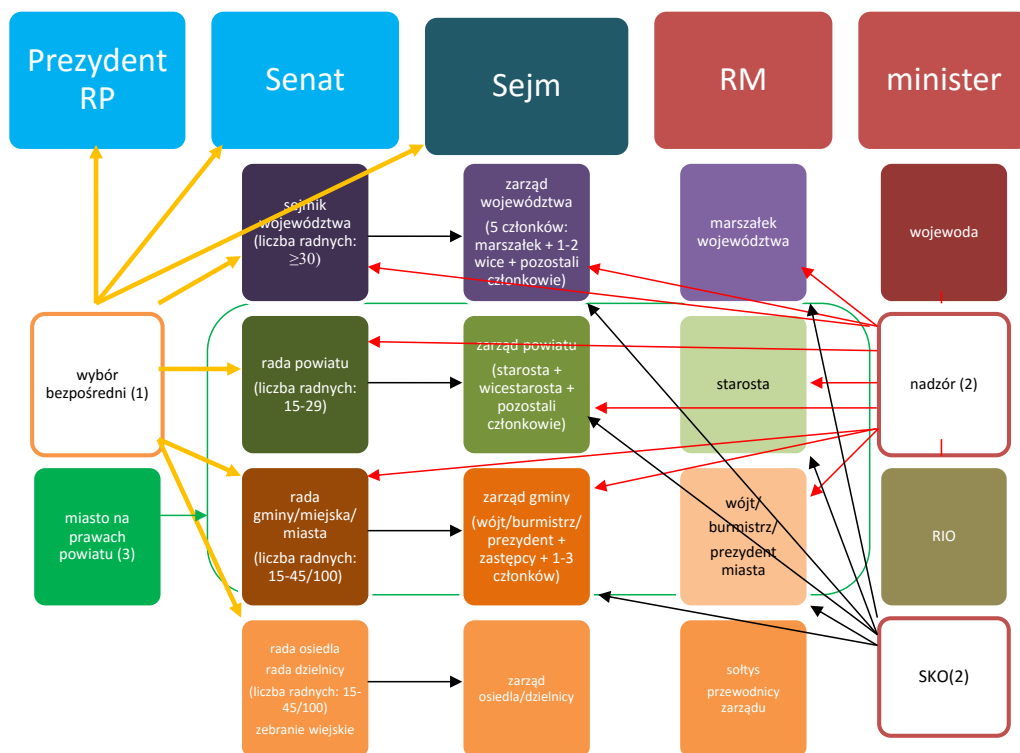 Prezydent
RP
Senat
Sejm
RM
minister
sejmik
województwa
(liczba radnych:
≥30)
zarząd
województwa
(5 członków:
marszałek + 1-2
wice + pozostali
członkowie)
marszałek
województwa
wojewoda
wybór
bezpośredni (1)
rada powiatu
(liczba radnych:
15-29)
zarząd powiatu
(starosta +
wicestarosta +
pozostali
członkowie)
starosta
nadzór (2)
miasto na
prawach
powiatu (3)
rada
gminy/miejska/
miasta
(liczba radnych:
15-45/100)
zarząd gminy
(wójt/burmistrz/
prezydent +
zastępcy + 1-3
członków)
wójt/
burmistrz/
prezydent
miasta
RIO
rada osiedla
rada dzielnicy
(liczba radnych: 15-
45/100)
zebranie wiejskie
zarząd
osiedla/dzielnicy
sołtys
przewodnicy
zarządu
SKO(2)